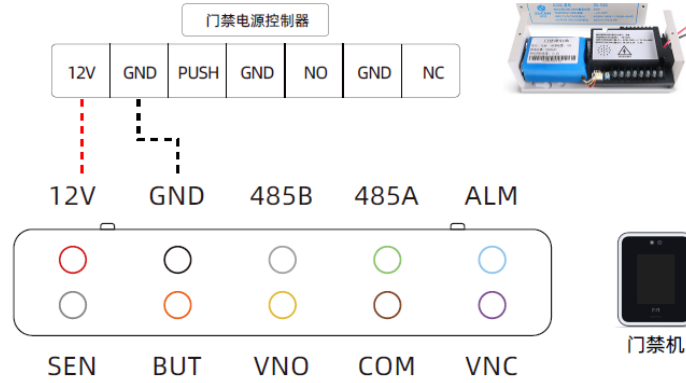 门禁电源控制器
12V GND PUSH GND NO GND NC
12V GND 485B 485A ALM
SEN BUT VNO COM VNC
门禁机